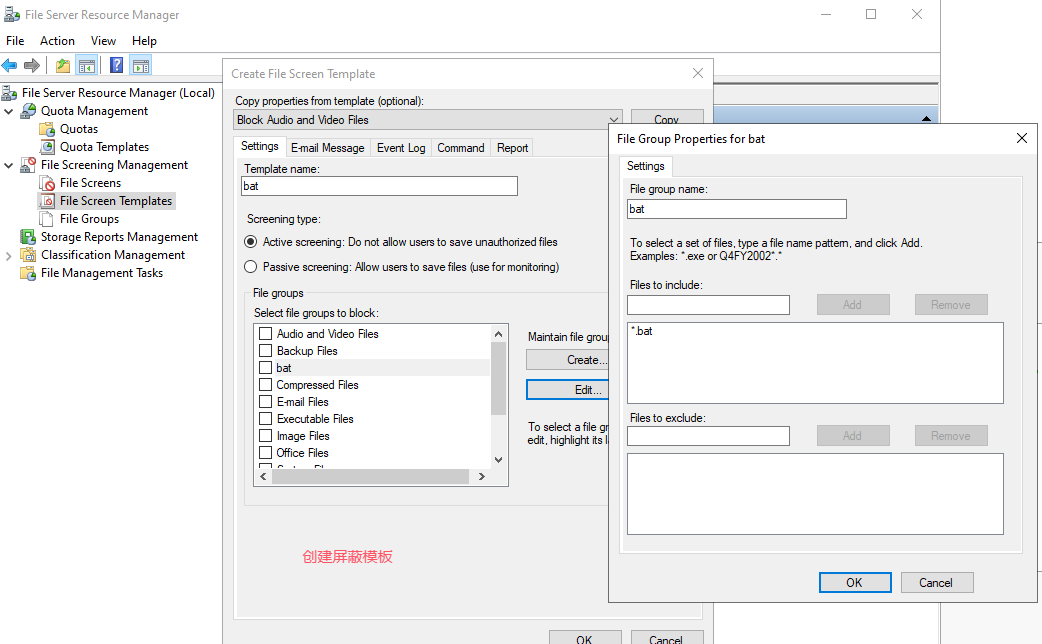 File Server Resource Manager
File Action View Help
File Server Resource Manager (Local)
Quota Management
Quotas
Quota Templates
File Screening Management
File Screens
File Screen Templates
File Groups
Storage Reports Management
Classification Management
File Management Tasks
Create File Screen Template
Copy properties from template (optional):
Block Audio and Video Files
Copy
Settings E-mail Message Event Log Command Report
Template name:
bat
Screening type:
Active screening: Do not allow users to save unauthorized files
Passive screening: Allow users to save files (use for monitoring)
File groups
Select file groups to block:
Audio and Video Files
Backup Files
bat
Compressed Files
E-mail Files
Executable Files
Image Files
Office Files
Maintain file group
Create...
Edit...
To select a file
edit, highlight its
创建屏蔽模板
OK Cancel
File Group Properties for bat
Settings
File group name:
bat
To select a set of files, type a file name pattern, and click Add.
Examples: *.exe or Q4FY2002*.*
Files to include:
Add Remove
*.bat
Files to exclude:
Add Remove
OK Cancel